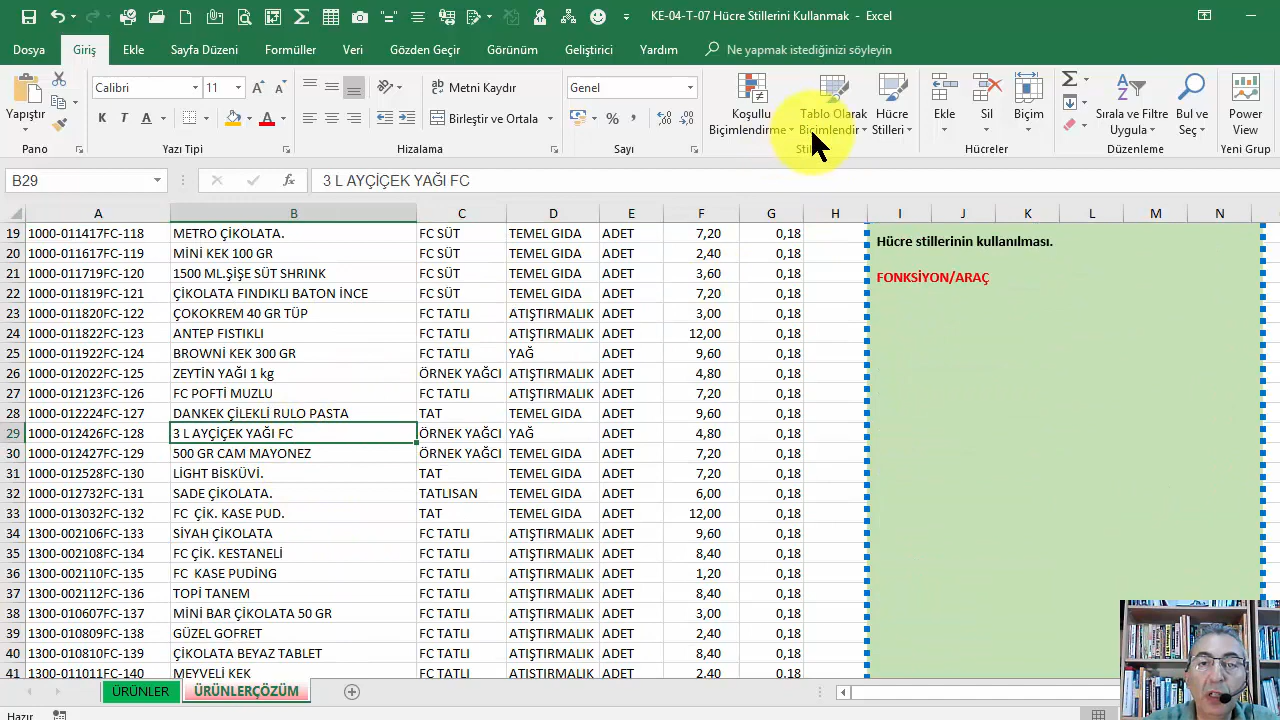 KE-04-T-07 Hücre Stillerini Kullanmak - Excel
Dosya Giriş Ekle Sayfa Düzeni Formüller Veri Gözden Geçir Görünüm Geliştirici Yardım Ne yapmak istediğinizi söyleyin
Calibri 11 Metni Kaydır Genel
Yapıştır K T A Birleştir ve Ortala % Koşullu Biçimlendirme Tablo Olarak Biçimlendir Hücre Stilleri Ekle Sil Biçim Sırala ve Filtre Uygula Bul ve Seç Power View
Pano Yazı Tipi Hizalama Sayı Hücreler Düzenleme Yeni Grup
B29 fx 3 L AYÇİÇEK YAĞI FC
A B C D E F G H I J K L M N
19 1000-011417FC-118 METRO ÇİKOLATA. FC SÜT TEMEL GIDA ADET 7,20 0,18
20 1000-011617FC-119 MİNİ KEK 100 GR FC SÜT TEMEL GIDA ADET 2,40 0,18
21 1000-011719FC-120 1500 ML.ŞİŞE SÜT SHRINK FC SÜT TEMEL GIDA ADET 3,60 0,18
22 1000-011819FC-121 ÇİKOLATA FINDIKLI BATON İNCE FC SÜT TEMEL GIDA ADET 7,20 0,18
23 1000-011820FC-122 ÇOKOKREM 40 GR TÜP FC TATLI ATIŞTIRMALIK ADET 3,00 0,18
24 1000-011822FC-123 ANTEP FISTIKLI FC TATLI ATIŞTIRMALIK ADET 12,00 0,18
25 1000-011922FC-124 BROWNİ KEK 300 GR FC TATLI YAĞ ADET 9,60 0,18
26 1000-012022FC-125 ZEYTİN YAĞI 1 kg ÖRNEK YAĞCI ATIŞTIRMALIK ADET 4,80 0,18
27 1000-012123FC-126 FC POFTİ MUZLU FC TATLI ATIŞTIRMALIK ADET 7,20 0,18
28 1000-012224FC-127 DANKEK ÇİLEKLİ RULO PASTA TAT TEMEL GIDA ADET 9,60 0,18
29 1000-012426FC-128 3 L AYÇİÇEK YAĞI FC ÖRNEK YAĞCI YAĞ ADET 4,80 0,18
30 1000-012427FC-129 500 GR CAM MAYONEZ ÖRNEK YAĞCI TEMEL GIDA ADET 7,20 0,18
31 1000-012528FC-130 LİGHT BİSKÜVİ. TAT TEMEL GIDA ADET 7,20 0,18
32 1000-012732FC-131 SADE ÇİKOLATA. TATLISAN TEMEL GIDA ADET 6,00 0,18
33 1000-013032FC-132 FC ÇİK. KASE PUD. TAT TEMEL GIDA ADET 12,00 0,18
34 1300-002106FC-133 SİYAH ÇİKOLATA FC TATLI ATIŞTIRMALIK ADET 9,60 0,18
35 1300-002108FC-134 FC ÇİK. KESTANELİ FC TATLI ATIŞTIRMALIK ADET 8,40 0,18
36 1300-002110FC-135 FC KASE PUDİNG FC TATLI ATIŞTIRMALIK ADET 1,20 0,18
37 1300-002112FC-136 TOPİ TANEM FC TATLI ATIŞTIRMALIK ADET 8,40 0,18
38 1300-010607FC-137 MİNİ BAR ÇİKOLATA 50 GR FC TATLI ATIŞTIRMALIK ADET 3,00 0,18
39 1300-010809FC-138 GÜZEL GOFRET FC TATLI ATIŞTIRMALIK ADET 2,40 0,18
40 1300-010810FC-139 ÇİKOLATA BEYAZ TABLET FC TATLI ATIŞTIRMALIK ADET 8,40 0,18
41 1300-011011FC-140 MEYVELİ KEK FC TATLI ATIŞTIRMALIK ADET 2,40 0,18
Hücre stillerinin kullanılması.
FONKSİYON/ARAÇ
ÜRÜNLER ÜRÜNLERÇÖZÜM
Hazır